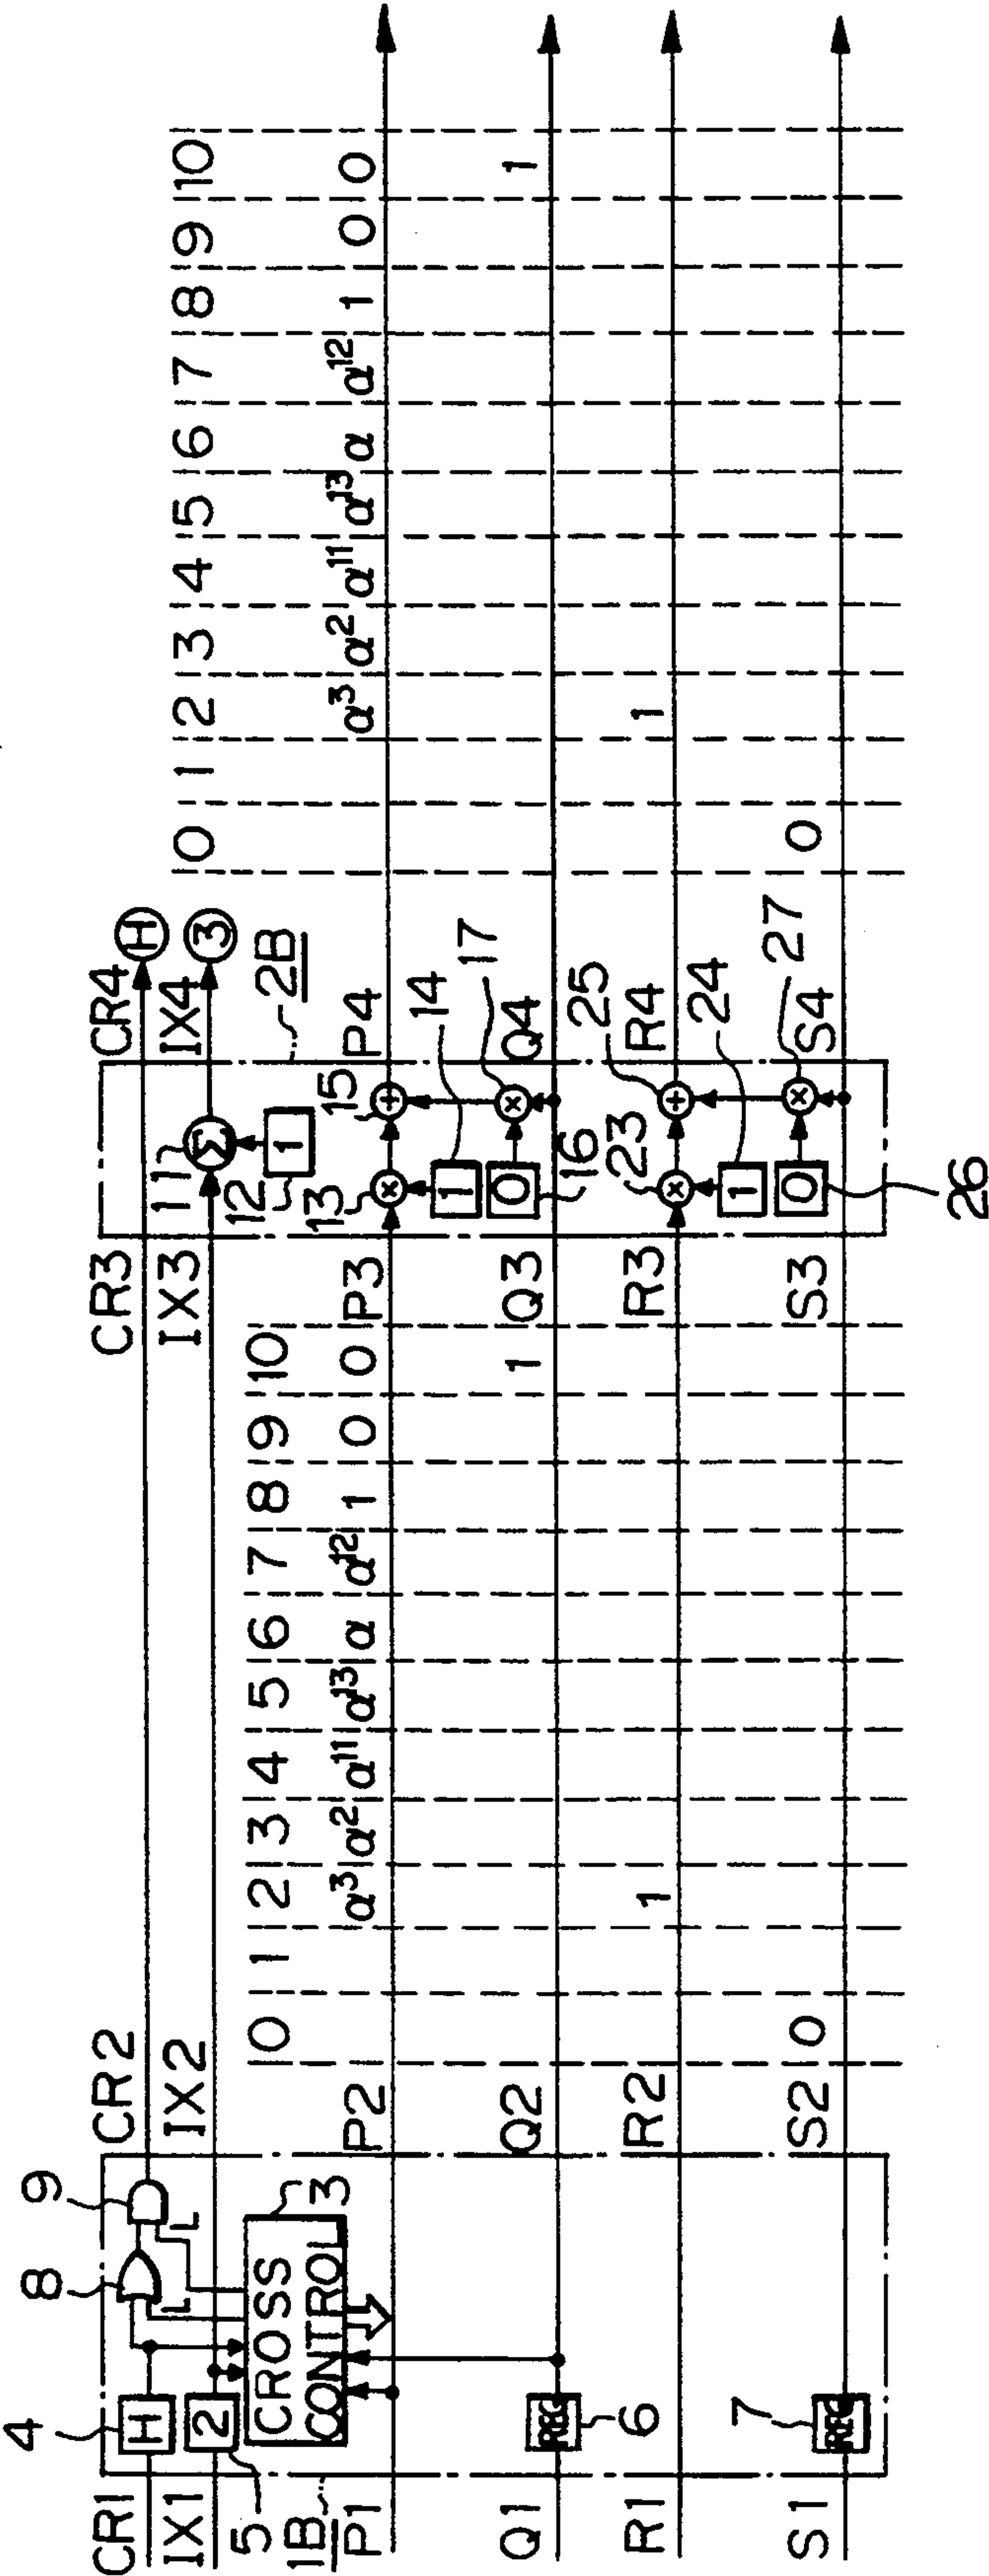 CR1
4
H
8
9
L
L
CR2
CR3
CR4
H
IX1
5
2
IX2
IX3
11
Σ
12
1
IX4
3
1B
CROSS
CONTROL
3
2B
0 1 2 3 4 5 6 7 8 9 10
0 1 2 3 4 5 6 7 8 9 10
P1
P2
α³ α² α¹¹ α¹³ α α¹² 1 0 0
P3
13
×
15
+
P4
α³ α² α¹¹ α¹³ α α¹² 1 0 0
1
14
0
16
×
17
Q1
REG
6
Q2
1
Q3
Q4
1
R1
R2
1
R3
23
×
25
+
R4
1
1
24
0
26
×
27
S1
7
REG
S2
0
S3
S4
0